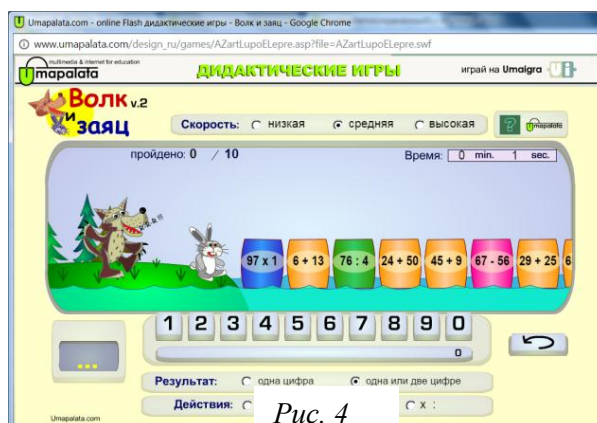 Umapalata.com - online Flash дидактические игры - Волк и заяц - Google Chrome
www.umapalata.com/design_ru/games/AZartLupoELepre.asp?file=AZartLupoELepre.swf
multimedia & internet for education
Umapalata
ДИДАКТИЧЕСКИЕ ИГРЫ
играй на Umaigra
Волк v.2
и
заяц
Скорость: низкая средняя высокая
? Umapalata
пройдено: 0 / 10
Время: 0 min. 1 sec.
97 x 1 6 + 13 76 : 4 24 + 50 45 + 9 67 - 56 29 + 25 6
1 2 3 4 5 6 7 8 9 0
0
...
Результат: одна цифра одна или две цифре
Действия: x :
Рис. 4
Umapalata.com